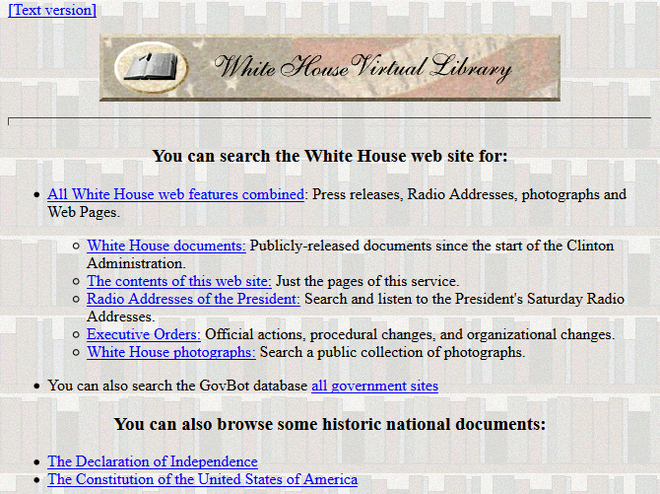 [Text version]
White House Virtual Library
You can search the White House web site for:
All White House web features combined: Press releases, Radio Addresses, photographs and
Web Pages.
White House documents: Publicly-released documents since the start of the Clinton
Administration.
The contents of this web site: Just the pages of this service.
Radio Addresses of the President: Search and listen to the President's Saturday Radio
Addresses.
Executive Orders: Official actions, procedural changes, and organizational changes.
White House photographs: Search a public collection of photographs.
You can also search the GovBot database all government sites
You can also browse some historic national documents:
The Declaration of Independence
The Constitution of the United States of America